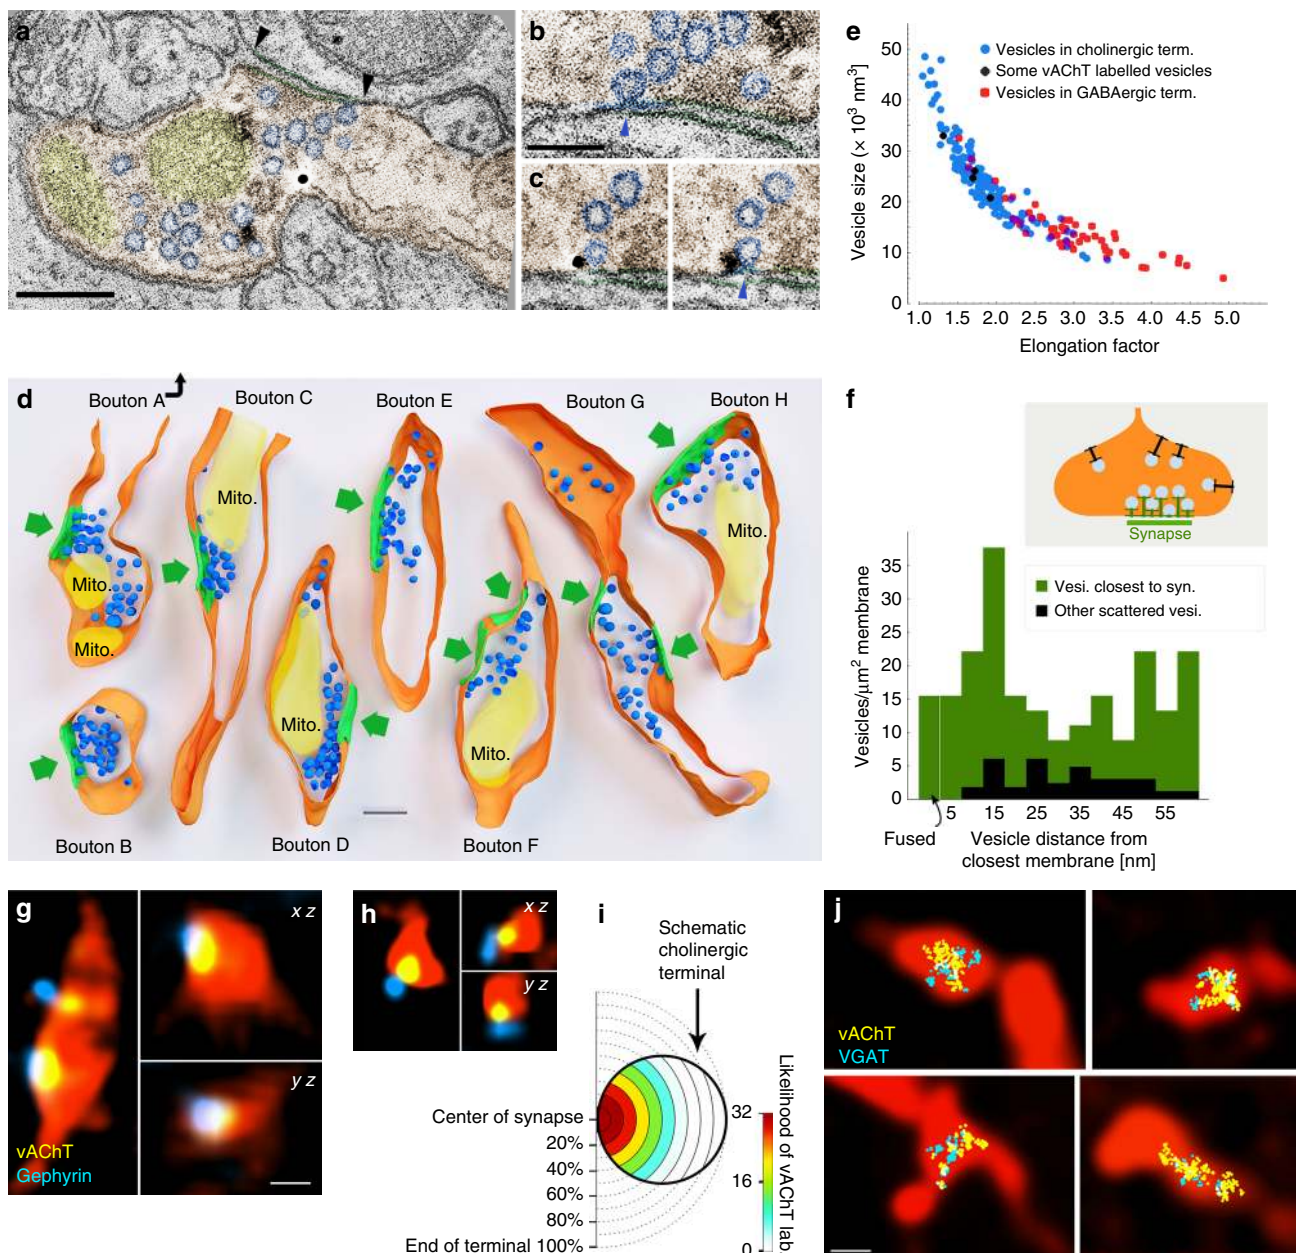 a
b
c
e
50
40
30
20
10
0
Vesicle size (× 10³ nm³)
Vesicles in cholinergic term.
Some vAChT labelled vesicles
Vesicles in GABAergic term.
1.0 1.5 2.0 2.5 3.0 3.5 4.0 4.5 5.0
Elongation factor
d
Bouton A
Bouton C
Bouton E
Bouton G
Bouton H
Mito.
Mito.
Mito.
Mito.
Mito.
Mito.
Bouton B
Bouton D
Bouton F
f
Synapse
Vesi. closest to syn.
Other scattered vesi.
35
30
25
20
15
10
5
0
Vesicles/μm² membrane
5 15 25 35 45 55
Fused
Vesicle distance from
closest membrane [nm]
g
x z
y z
vAChT
Gephyrin
h
x z
y z
i
Schematic
cholinergic
terminal
Center of synapse
20%
40%
60%
80%
End of terminal 100%
32
16
0
Likelihood of vAChT lab.
j
vAChT
VGAT